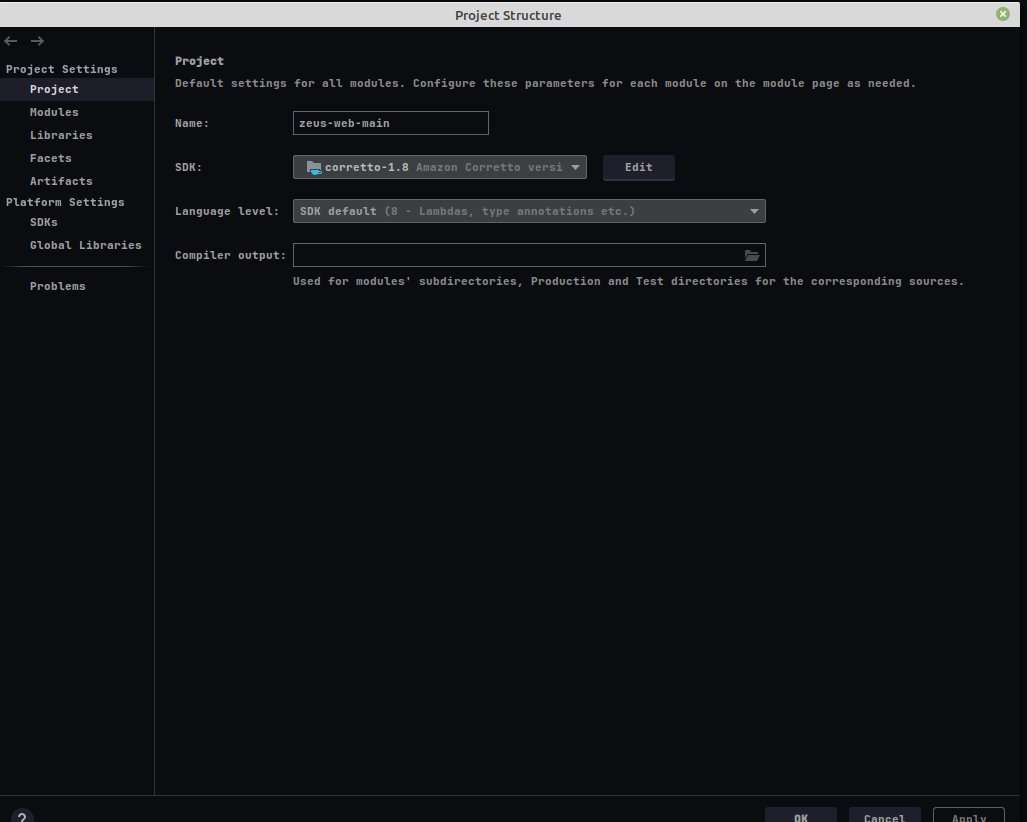 Project Structure
Project Settings
Project
Modules
Libraries
Facets
Artifacts
Platform Settings
SDKs
Global Libraries
Problems
Project
Default settings for all modules. Configure these parameters for each module on the module page as needed.
Name: zeus-web-main
SDK: corretto-1.8 Amazon Corretto versi Edit
Language level: SDK default (8 - Lambdas, type annotations etc.)
Compiler output:
Used for modules' subdirectories, Production and Test directories for the corresponding sources.
? OK Cancel Apply